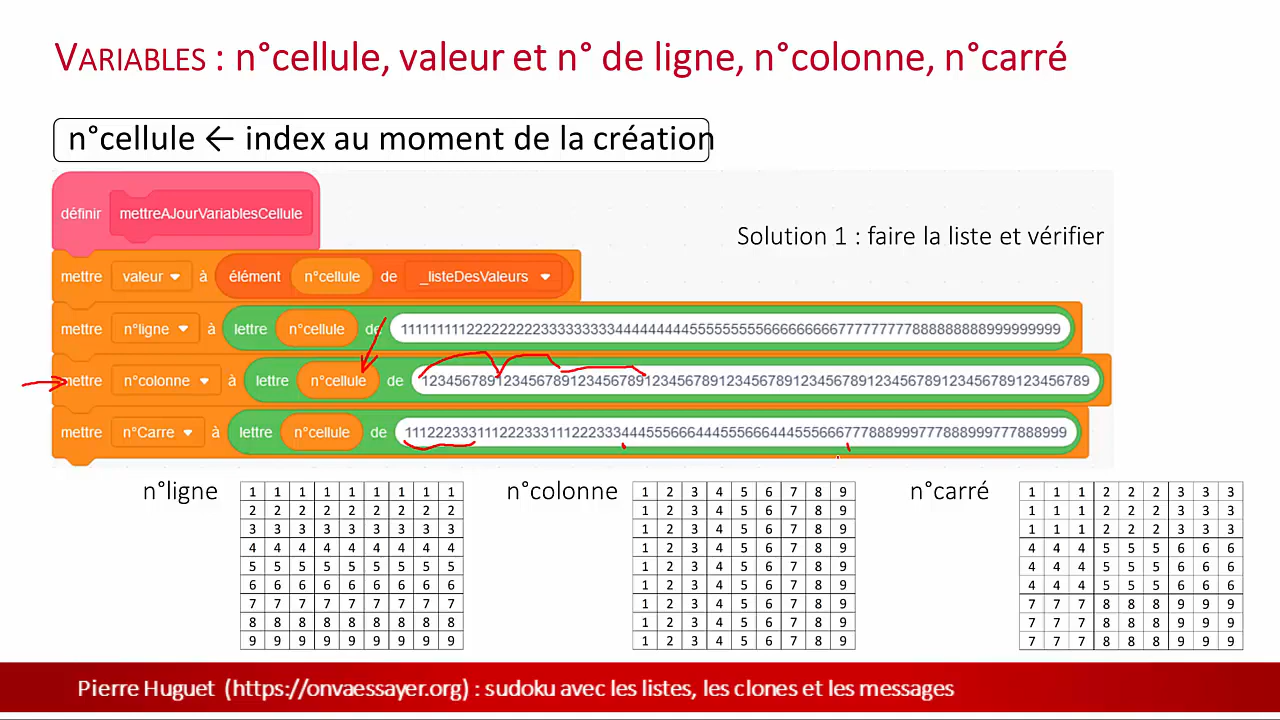 VARIABLES : n°cellule, valeur et n° de ligne, n°colonne, n°carré
n°cellule ← index au moment de la création
définir mettreAJourVariablesCellule
Solution 1 : faire la liste et vérifier
mettre valeur à élément n°cellule de _listeDesValeurs
mettre n°ligne à lettre n°cellule de 111111111222222222333333333444444444555555555666666666777777777888888888999999999
mettre n°colonne à lettre n°cellule de 123456789123456789123456789123456789123456789123456789123456789123456789123456789
mettre n°Carre à lettre n°cellule de 111222333111222333111222333444555666444555666444555666777888999777888999777888999
n°ligne
1 1 1 1 1 1 1 1 1
2 2 2 2 2 2 2 2 2
3 3 3 3 3 3 3 3 3
4 4 4 4 4 4 4 4 4
5 5 5 5 5 5 5 5 5
6 6 6 6 6 6 6 6 6
7 7 7 7 7 7 7 7 7
8 8 8 8 8 8 8 8 8
9 9 9 9 9 9 9 9 9
n°colonne
1 2 3 4 5 6 7 8 9
1 2 3 4 5 6 7 8 9
1 2 3 4 5 6 7 8 9
1 2 3 4 5 6 7 8 9
1 2 3 4 5 6 7 8 9
1 2 3 4 5 6 7 8 9
1 2 3 4 5 6 7 8 9
1 2 3 4 5 6 7 8 9
1 2 3 4 5 6 7 8 9
n°carré
1 1 1 2 2 2 3 3 3
1 1 1 2 2 2 3 3 3
1 1 1 2 2 2 3 3 3
4 4 4 5 5 5 6 6 6
4 4 4 5 5 5 6 6 6
4 4 4 5 5 5 6 6 6
7 7 7 8 8 8 9 9 9
7 7 7 8 8 8 9 9 9
7 7 7 8 8 8 9 9 9
Pierre Huguet (https://onvaessayer.org) : sudoku avec les listes, les clones et les messages